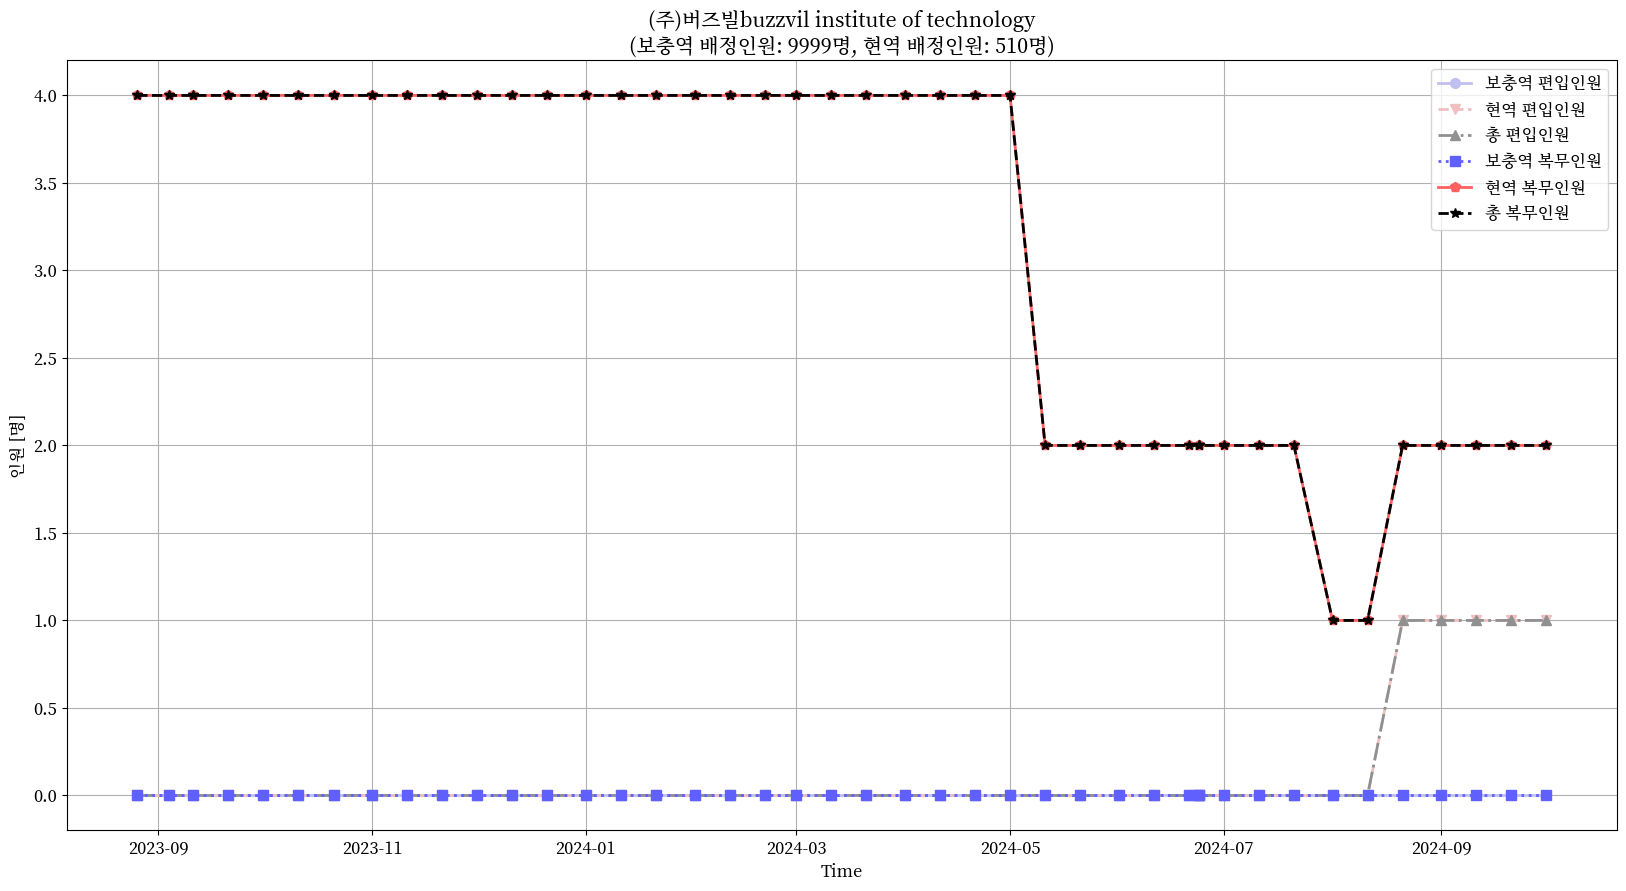 (주)버즈빌buzzvil institute of technology
(보충역 배정인원: 9999명, 현역 배정인원: 510명)
인원 [명]
4.0
3.5
3.0
2.5
2.0
1.5
1.0
0.5
0.0
보충역 편입인원
현역 편입인원
총 편입인원
보충역 복무인원
현역 복무인원
총 복무인원
2023-09
2023-11
2024-01
2024-03
2024-05
2024-07
2024-09
Time